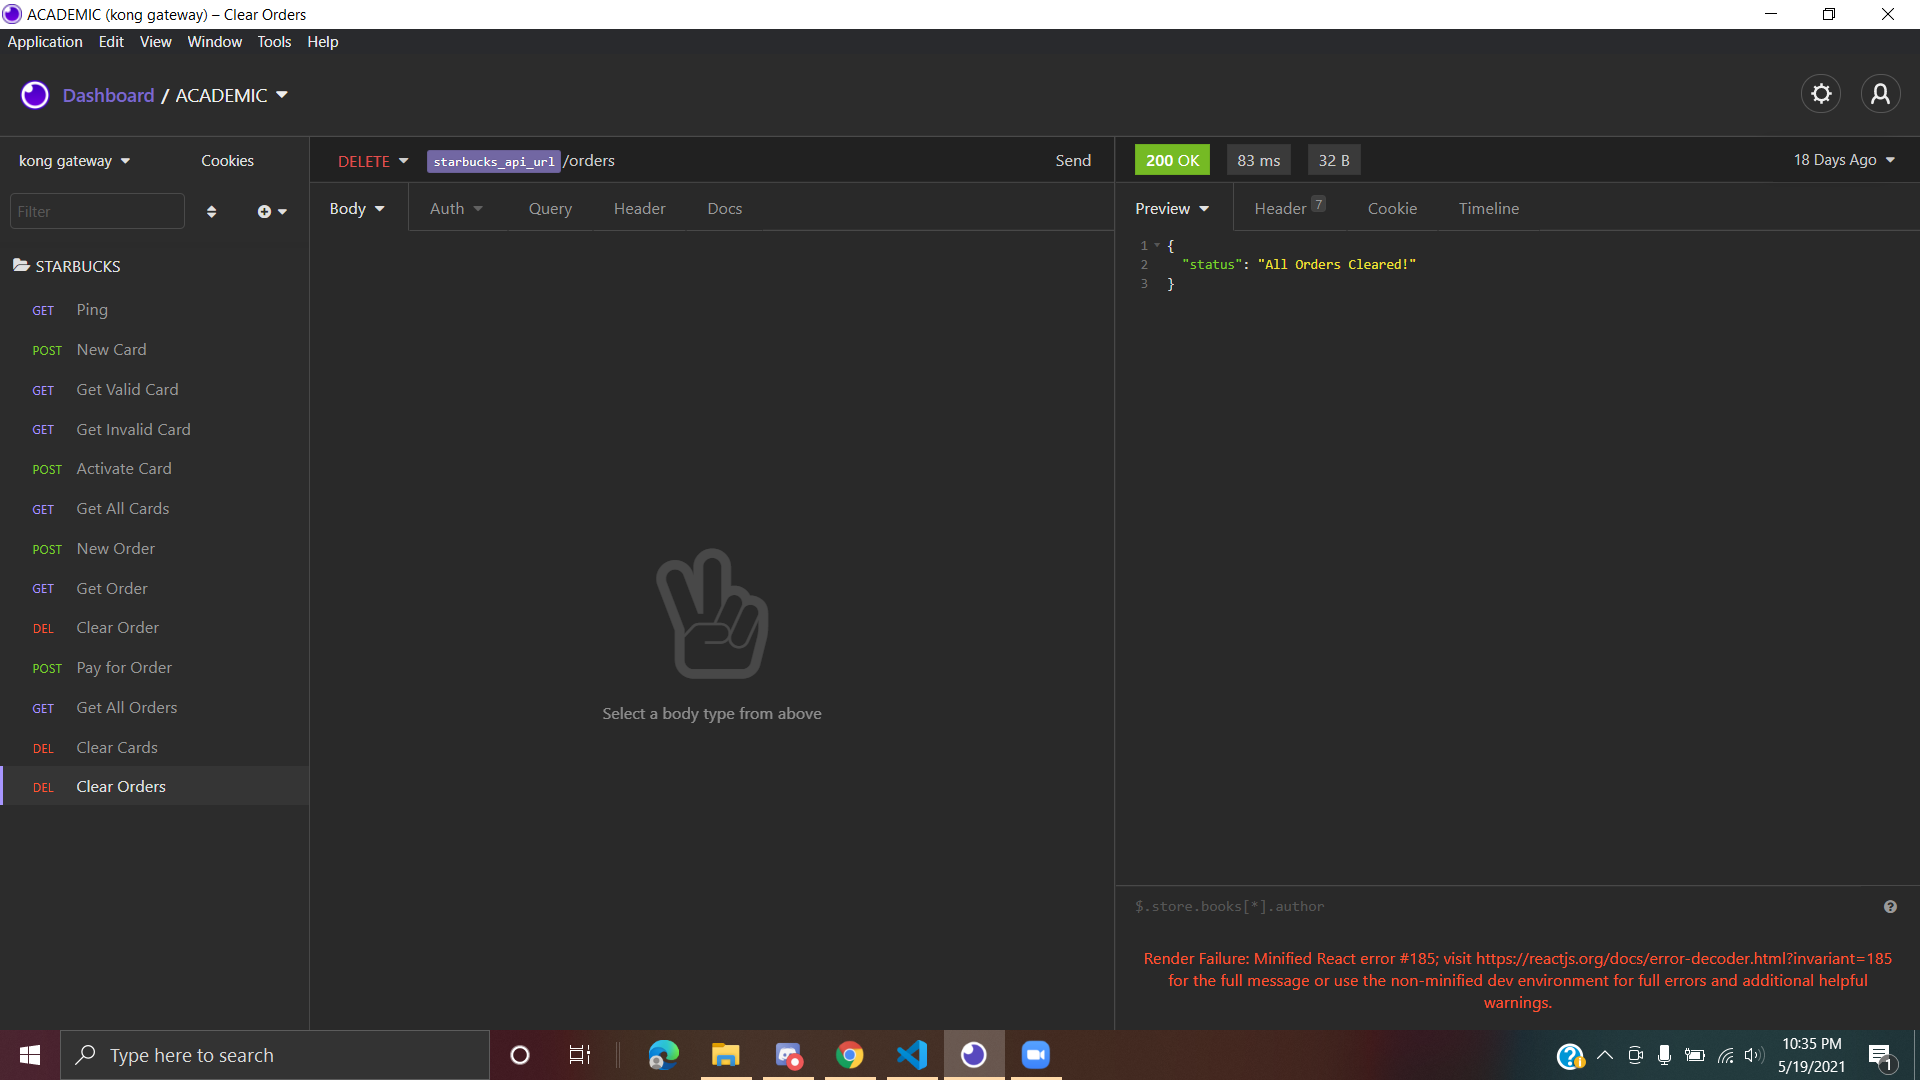 ACADEMIC (kong gateway) – Clear Orders
Application Edit View Window Tools Help
Dashboard / ACADEMIC
kong gateway Cookies
Filter
STARBUCKS
GET Ping
POST New Card
GET Get Valid Card
GET Get Invalid Card
POST Activate Card
GET Get All Cards
POST New Order
GET Get Order
DEL Clear Order
POST Pay for Order
GET Get All Orders
DEL Clear Cards
DEL Clear Orders
DELETE starbucks_api_url/orders Send
Body Auth Query Header Docs
Select a body type from above
200 OK 83 ms 32 B 18 Days Ago
Preview Header 7 Cookie Timeline
1 {
2 "status": "All Orders Cleared!"
3 }
$.store.books[*].author
Render Failure: Minified React error #185; visit https://reactjs.org/docs/error-decoder.html?invariant=185
for the full message or use the non-minified dev environment for full errors and additional helpful
warnings.
Type here to search
10:35 PM
5/19/2021
1